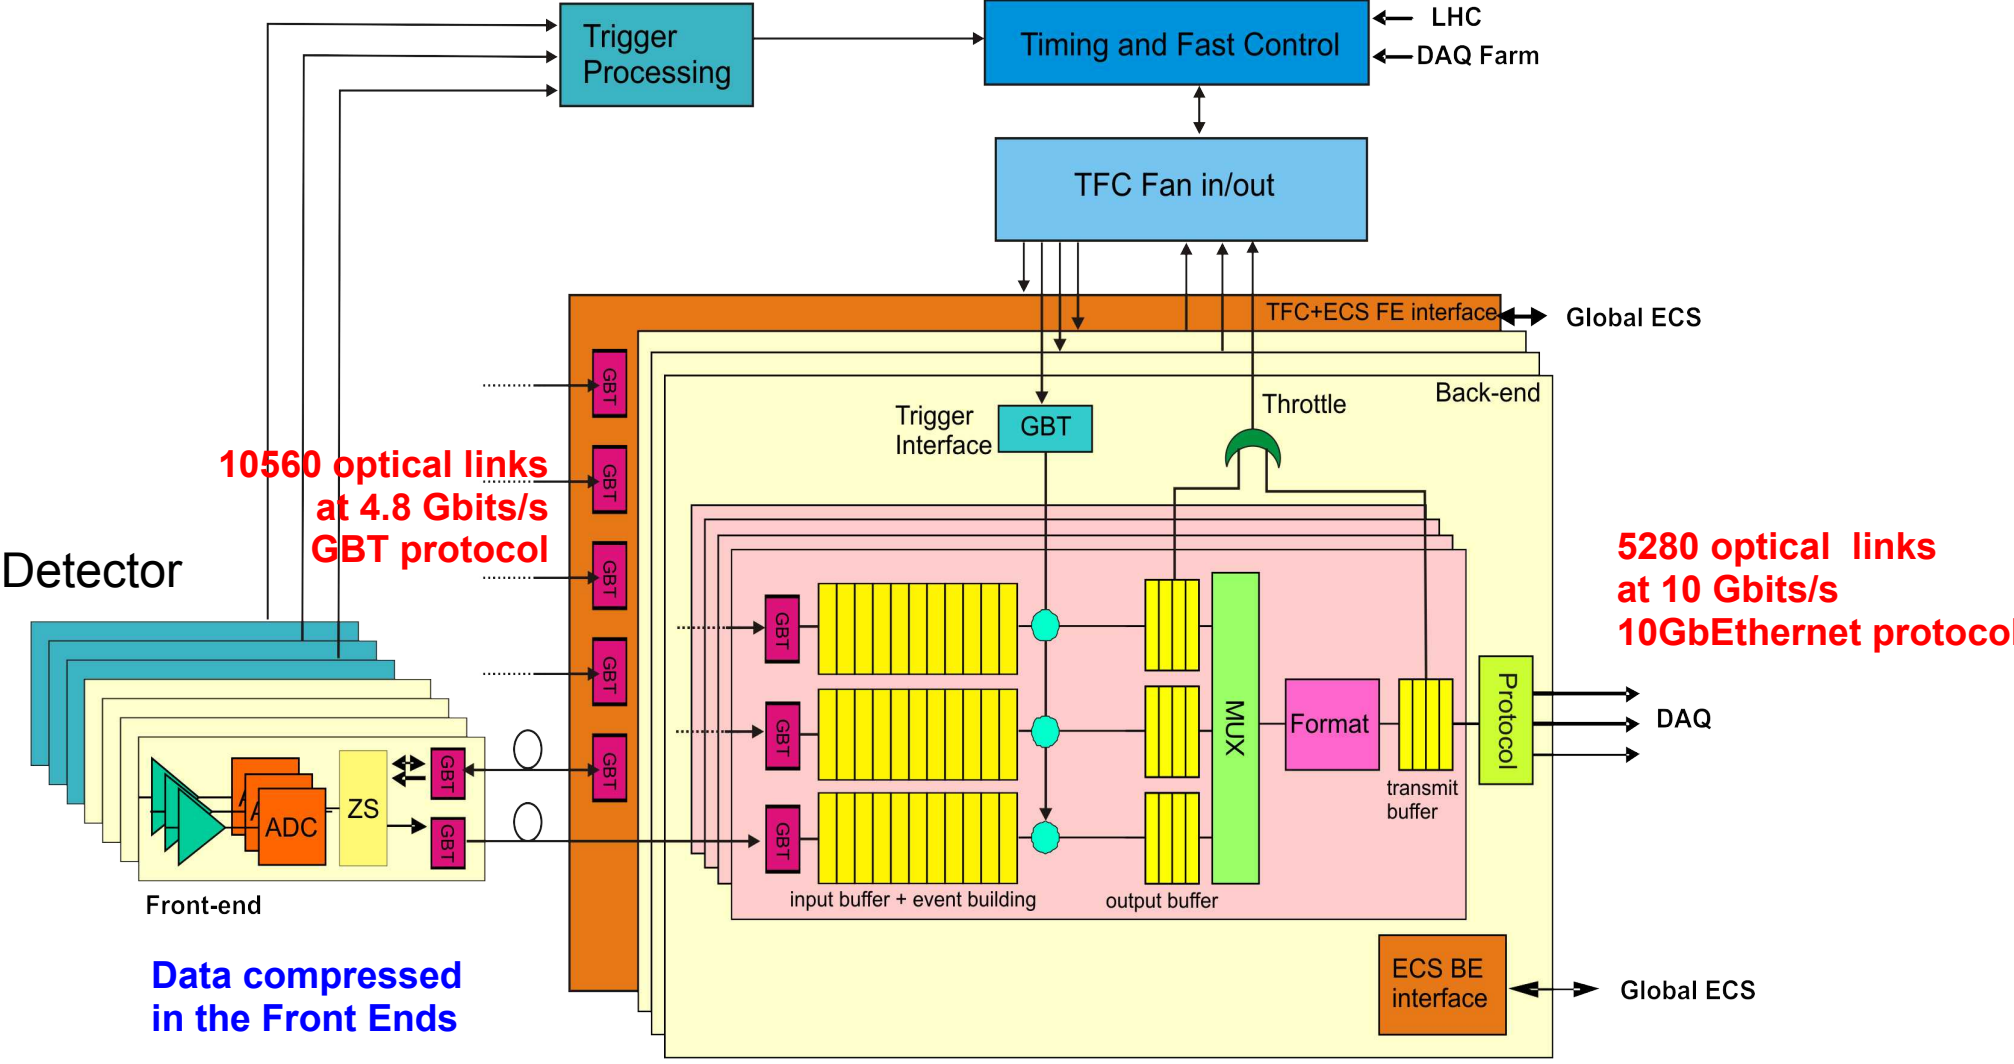 Trigger
Processing
Timing and Fast Control
LHC
DAQ Farm
TFC Fan in/out
TFC+ECS FE interface
Global ECS
Back-end
Throttle
Trigger
Interface
GBT
GBT
GBT
GBT
GBT
GBT
10560 optical links
at 4.8 Gbits/s
GBT protocol
Detector
5280 optical  links
at 10 Gbits/s
10GbEthernet protocol
GBT
GBT
GBT
MUX
Format
Protocol
DAQ
transmit
buffer
input buffer + event building
output buffer
A
A
ADC
ZS
GBT
GBT
Front-end
Data compressed
in the Front Ends
ECS BE
interface
Global ECS